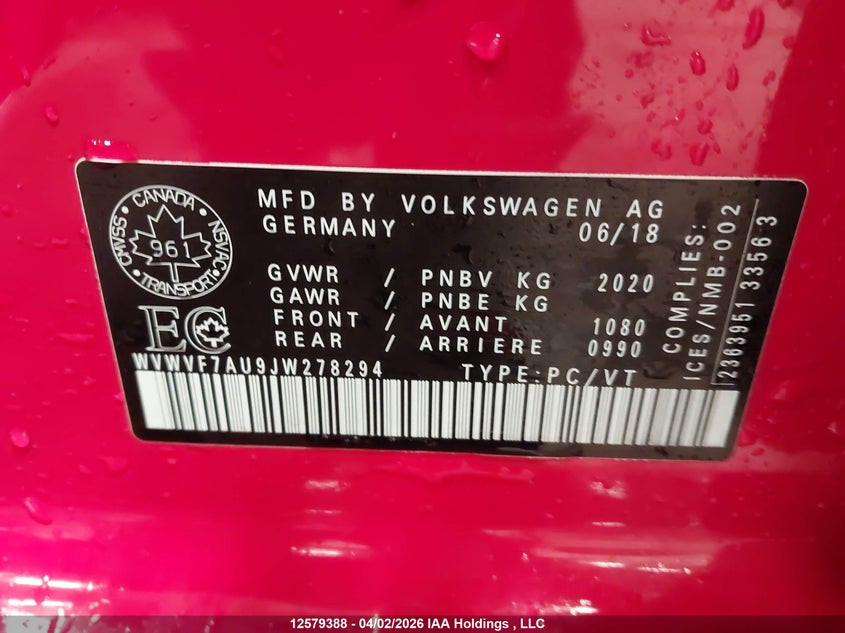 CANADA
CMVSS
NSVAC
961
TRANSPORT
EC
MFD BY VOLKSWAGEN AG
GERMANY 06/18
GVWR / PNBV KG 2020
GAWR / PNBE KG
FRONT / AVANT 1080
REAR / ARRIERE 0990
WVWVF7AU9JW278294 TYPE:PC/VT
COMPLIES:
ICES/NMB-002
12363951 3356 3
12579388 - 04/02/2026 IAA Holdings , LLC